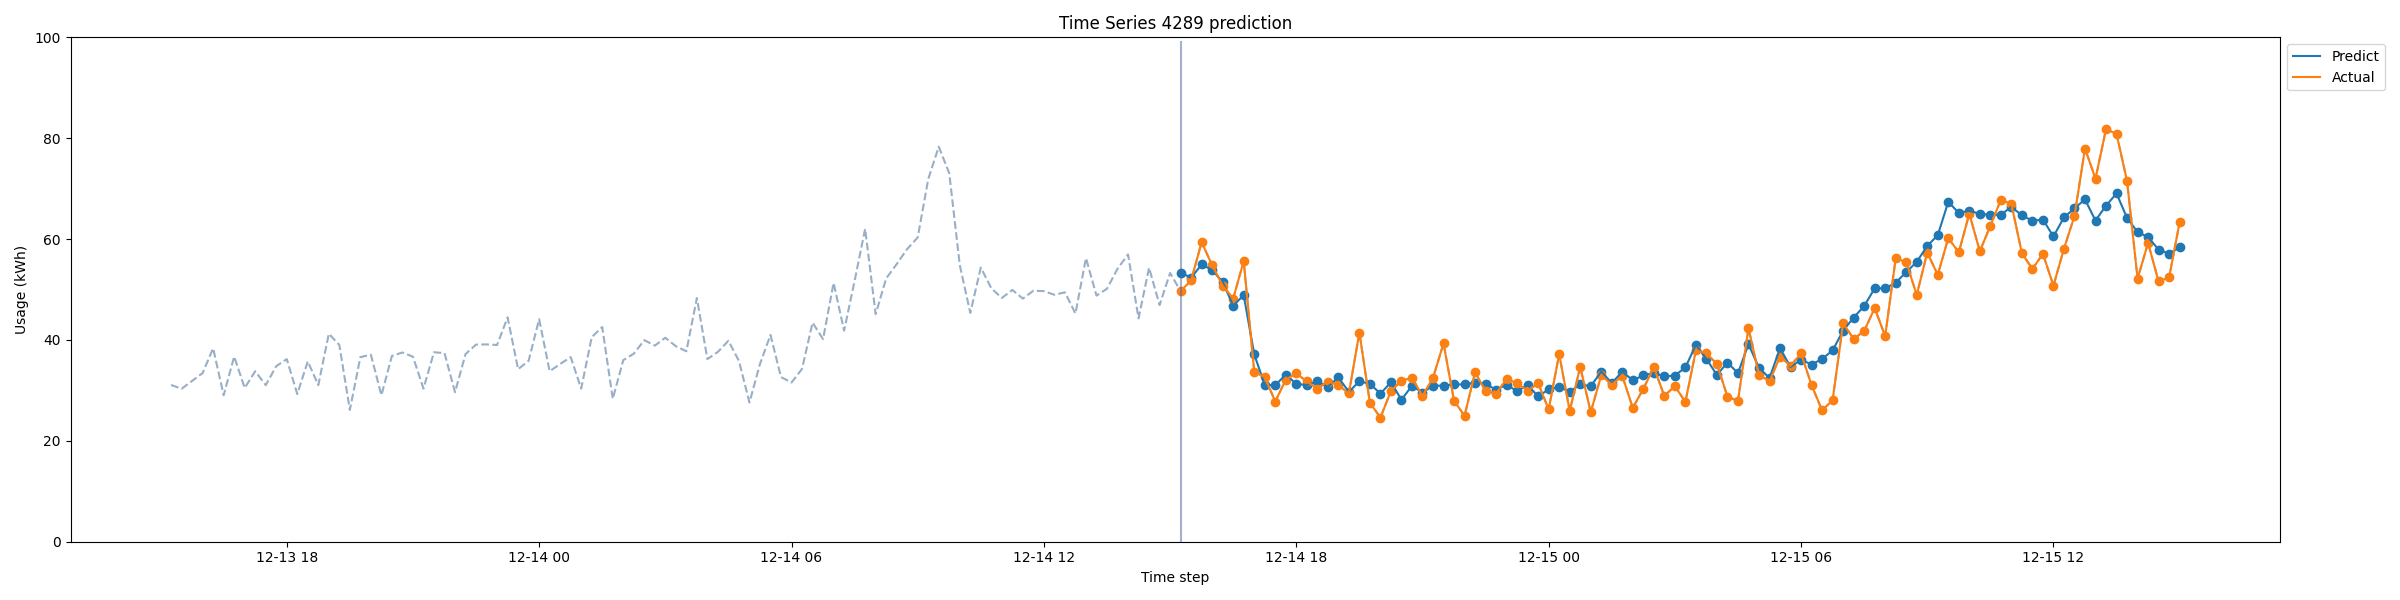 Time Series 4289 prediction
Predict
Actual
100
80
60
40
20
0
Usage (kWh)
12-13 18
12-14 00
12-14 06
12-14 12
12-14 18
12-15 00
12-15 06
12-15 12
Time step